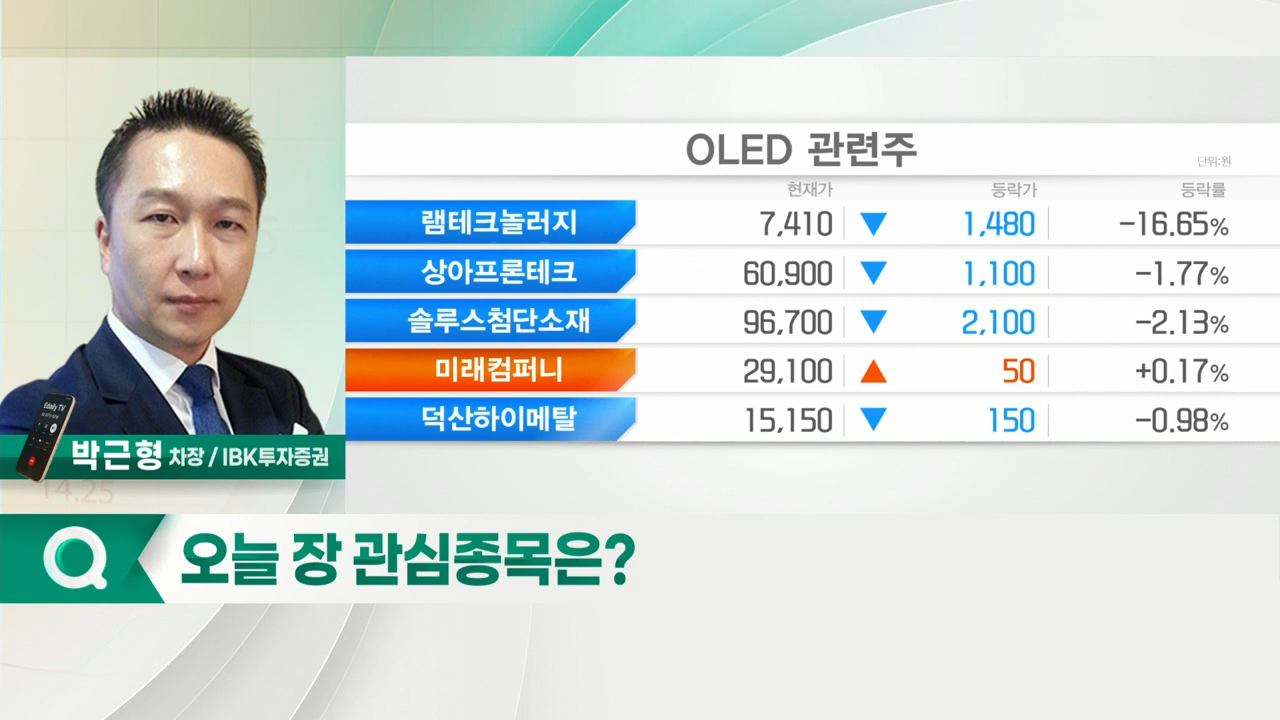 OLED 관련주
단위:원
현재가 등락가 등락률
램테크놀러지 7,410 ▼ 1,480 -16.65%
상아프론테크 60,900 ▼ 1,100 -1.77%
솔루스첨단소재 96,700 ▼ 2,100 -2.13%
미래컴퍼니 29,100 ▲ 50 +0.17%
덕산하이메탈 15,150 ▼ 150 -0.98%
Edaily TV
박근형 차장 / IBK투자증권
14.25
Q 오늘 장 관심종목은?